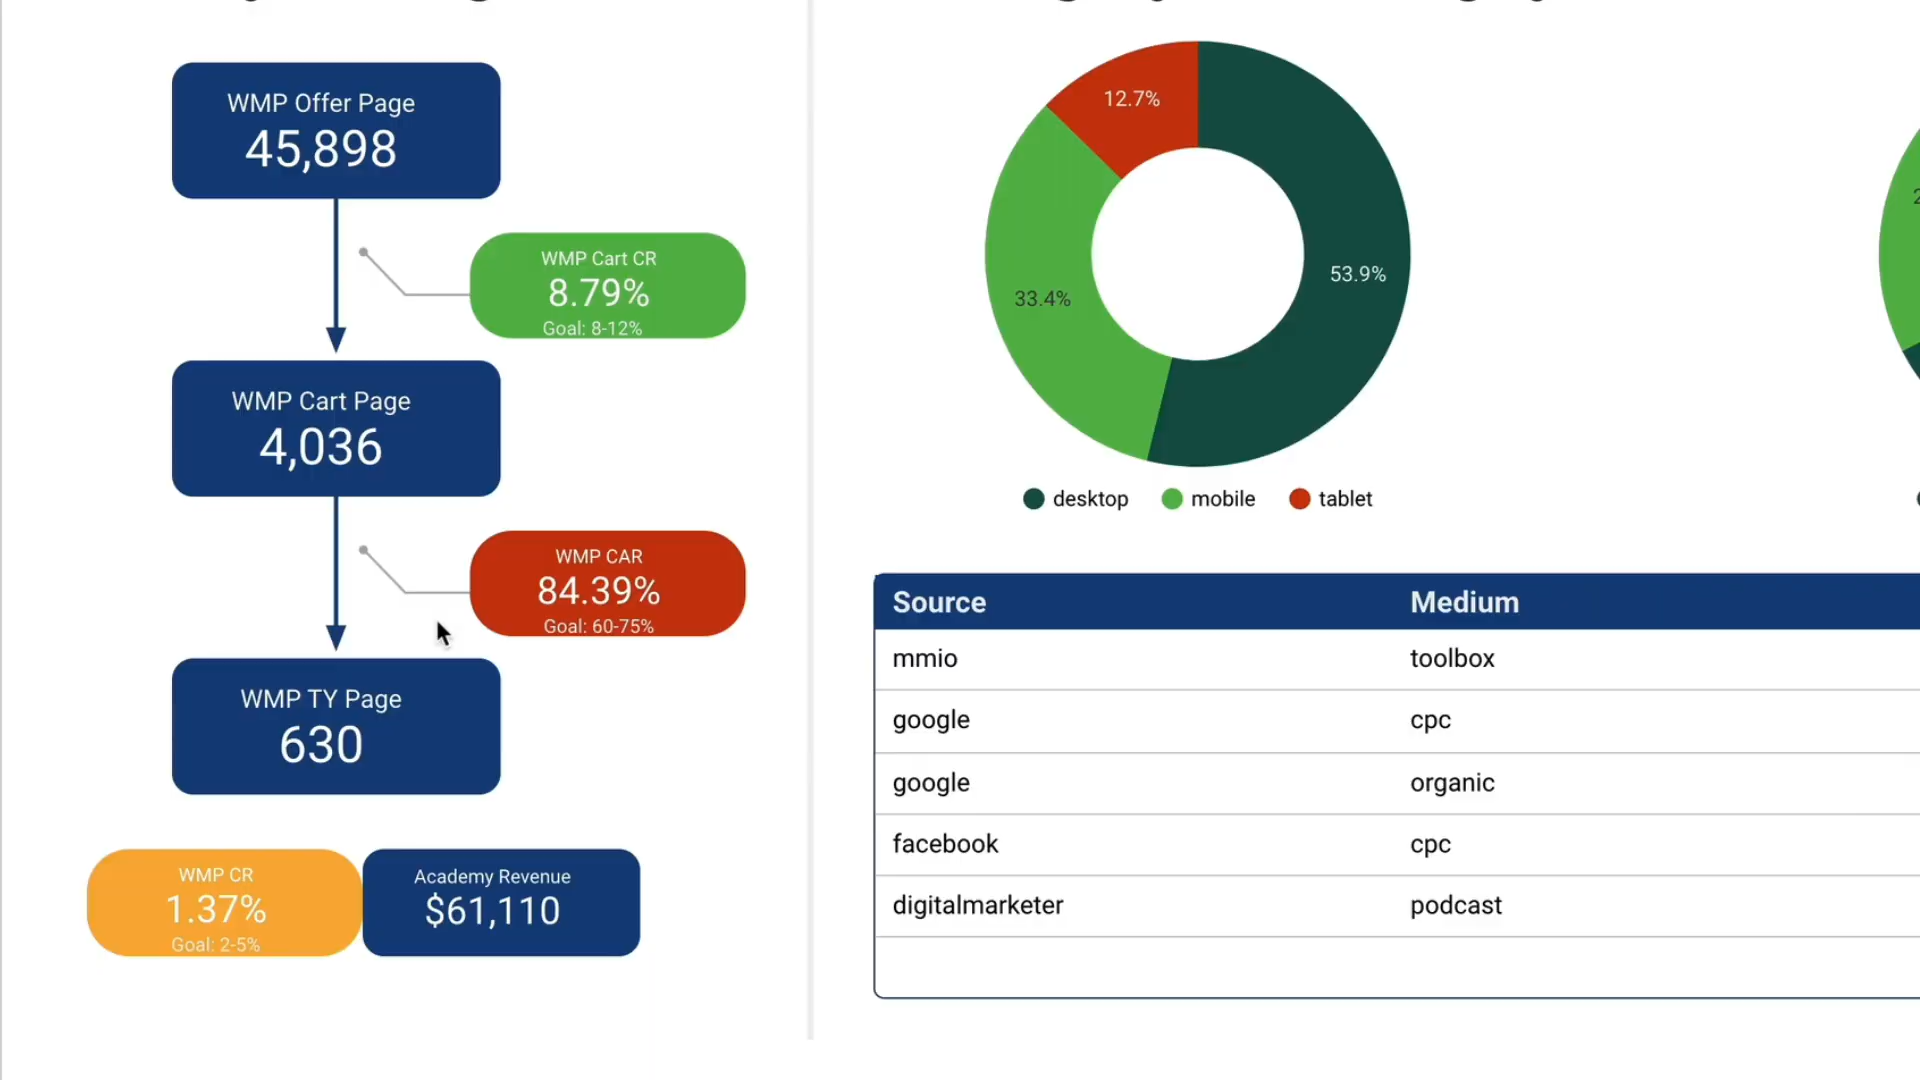 WMP Offer Page
45,898
WMP Cart CR
8.79%
Goal: 8-12%
WMP Cart Page
4,036
WMP CAR
84.39%
Goal: 60-75%
WMP TY Page
630
WMP CR
1.37%
Goal: 2-5%
Academy Revenue
$61,110
12.7%
53.9%
33.4%
desktop
mobile
tablet
Source Medium
mmio toolbox
google cpc
google organic
facebook cpc
digitalmarketer podcast